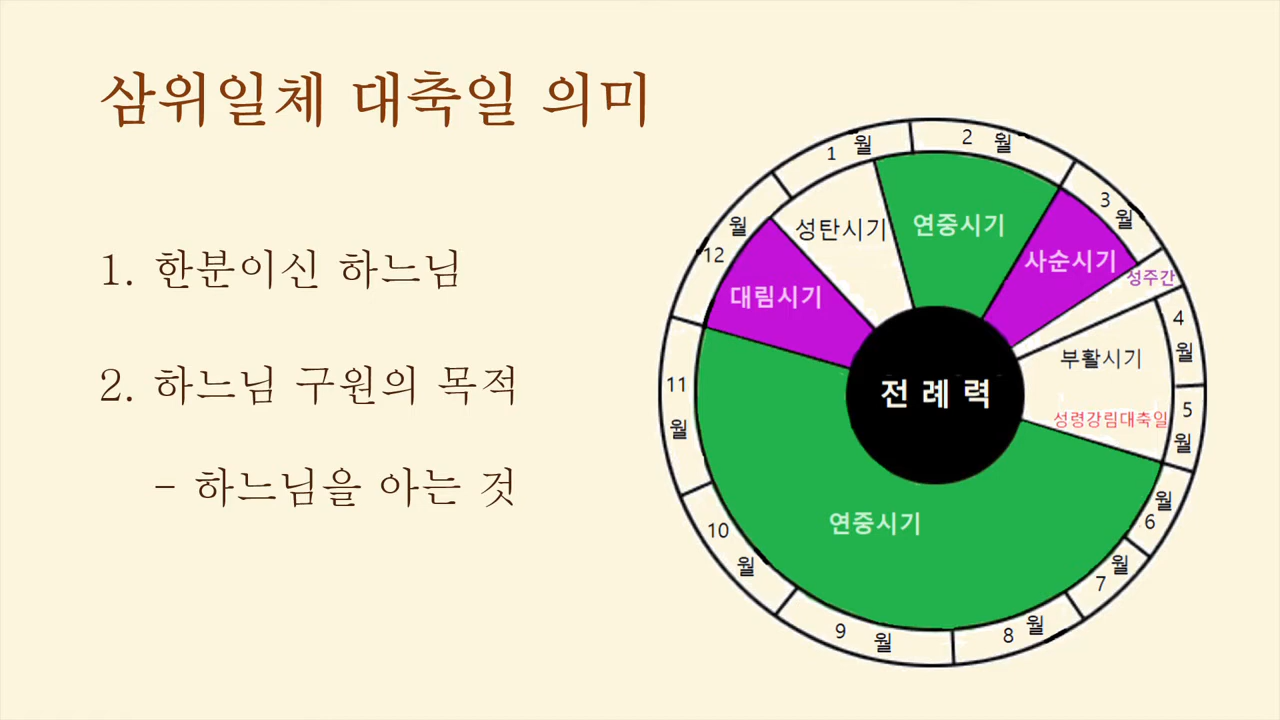 삼위일체 대축일 의미
1. 한분이신 하느님
2. 하느님 구원의 목적
- 하느님을 아는 것
전 례 력
1 월
2 월
3 월
4 월
5 월
6 월
7 월
8 월
9 월
10 월
11 월
12 월
대림시기
성탄시기
연중시기
사순시기
성주간
부활시기
성령강림대축일
연중시기